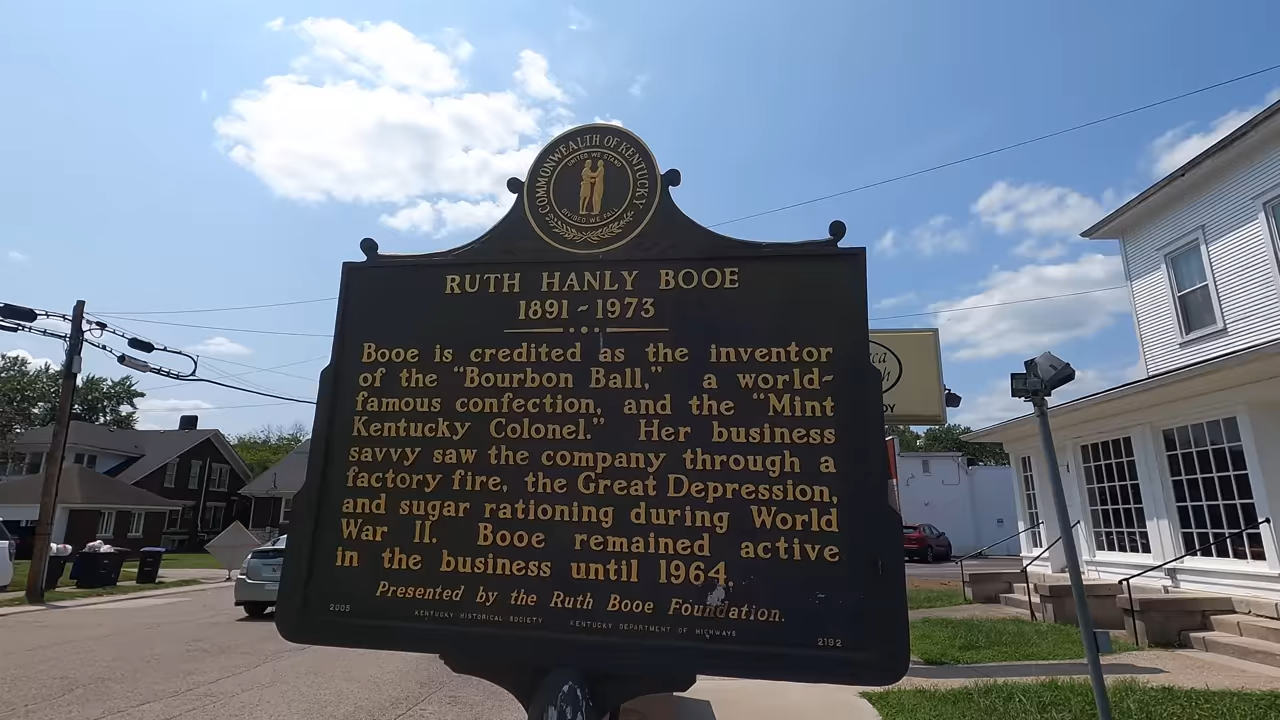 COMMONWEALTH OF KENTUCKY
UNITED WE STAND
DIVIDED WE FALL
RUTH HANLY BOOE
1891-1973
Booe is credited as the inventor
of the "Bourbon Ball," a world-
famous confection, and the "Mint
Kentucky Colonel." Her business
savvy saw the company through a
factory fire, the Great Depression,
and sugar rationing during World
War II. Booe remained active
in the business until 1964.
Presented by the Ruth Booe Foundation.
2005 KENTUCKY HISTORICAL SOCIETY KENTUCKY DEPARTMENT OF HIGHWAYS 2192